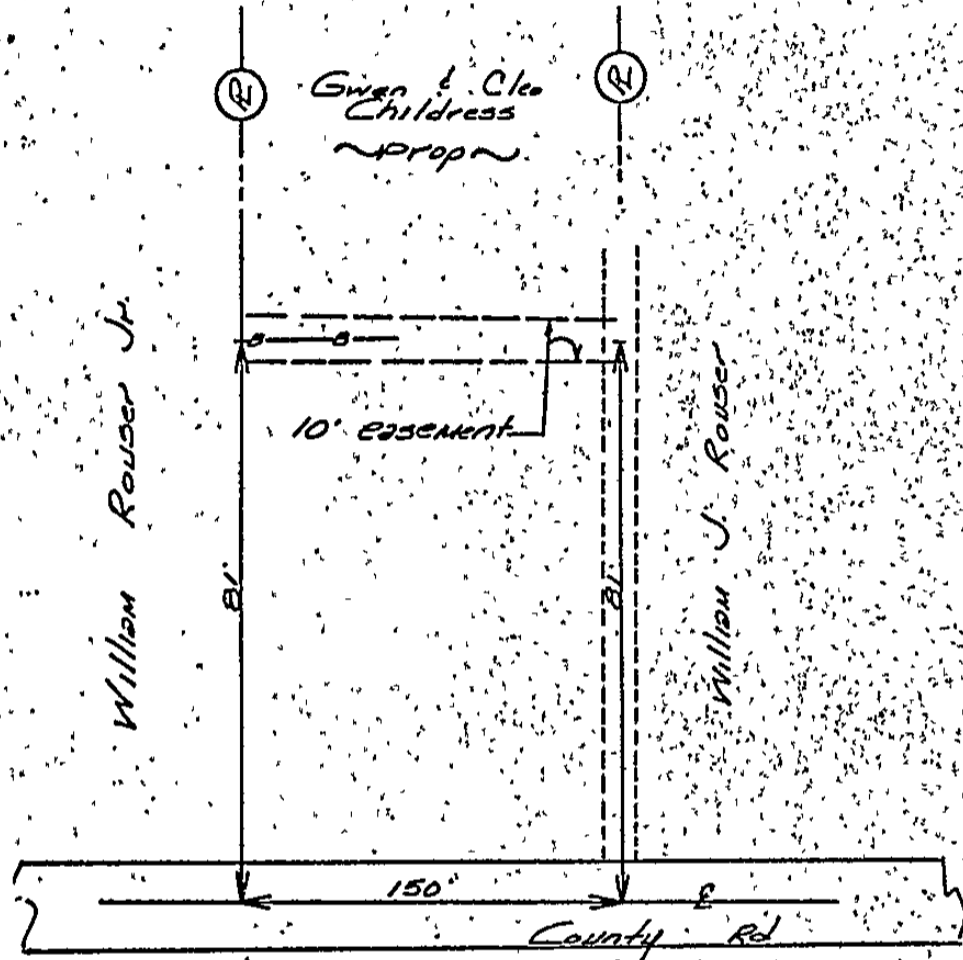 Gwen & Cleo
Childress
~Prop~
William Rouser Jr.
10' easement
William J. Rouser
81'
81'
B B
150'
County Rd